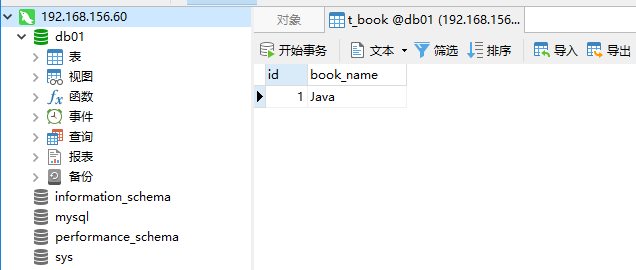 192.168.156.60
db01
表
视图
函数
事件
查询
报表
备份
information_schema
mysql
performance_schema
sys
对象 t_book @db01 (192.168.156...
开始事务 文本 筛选 排序 导入 导出
id book_name
1 Java